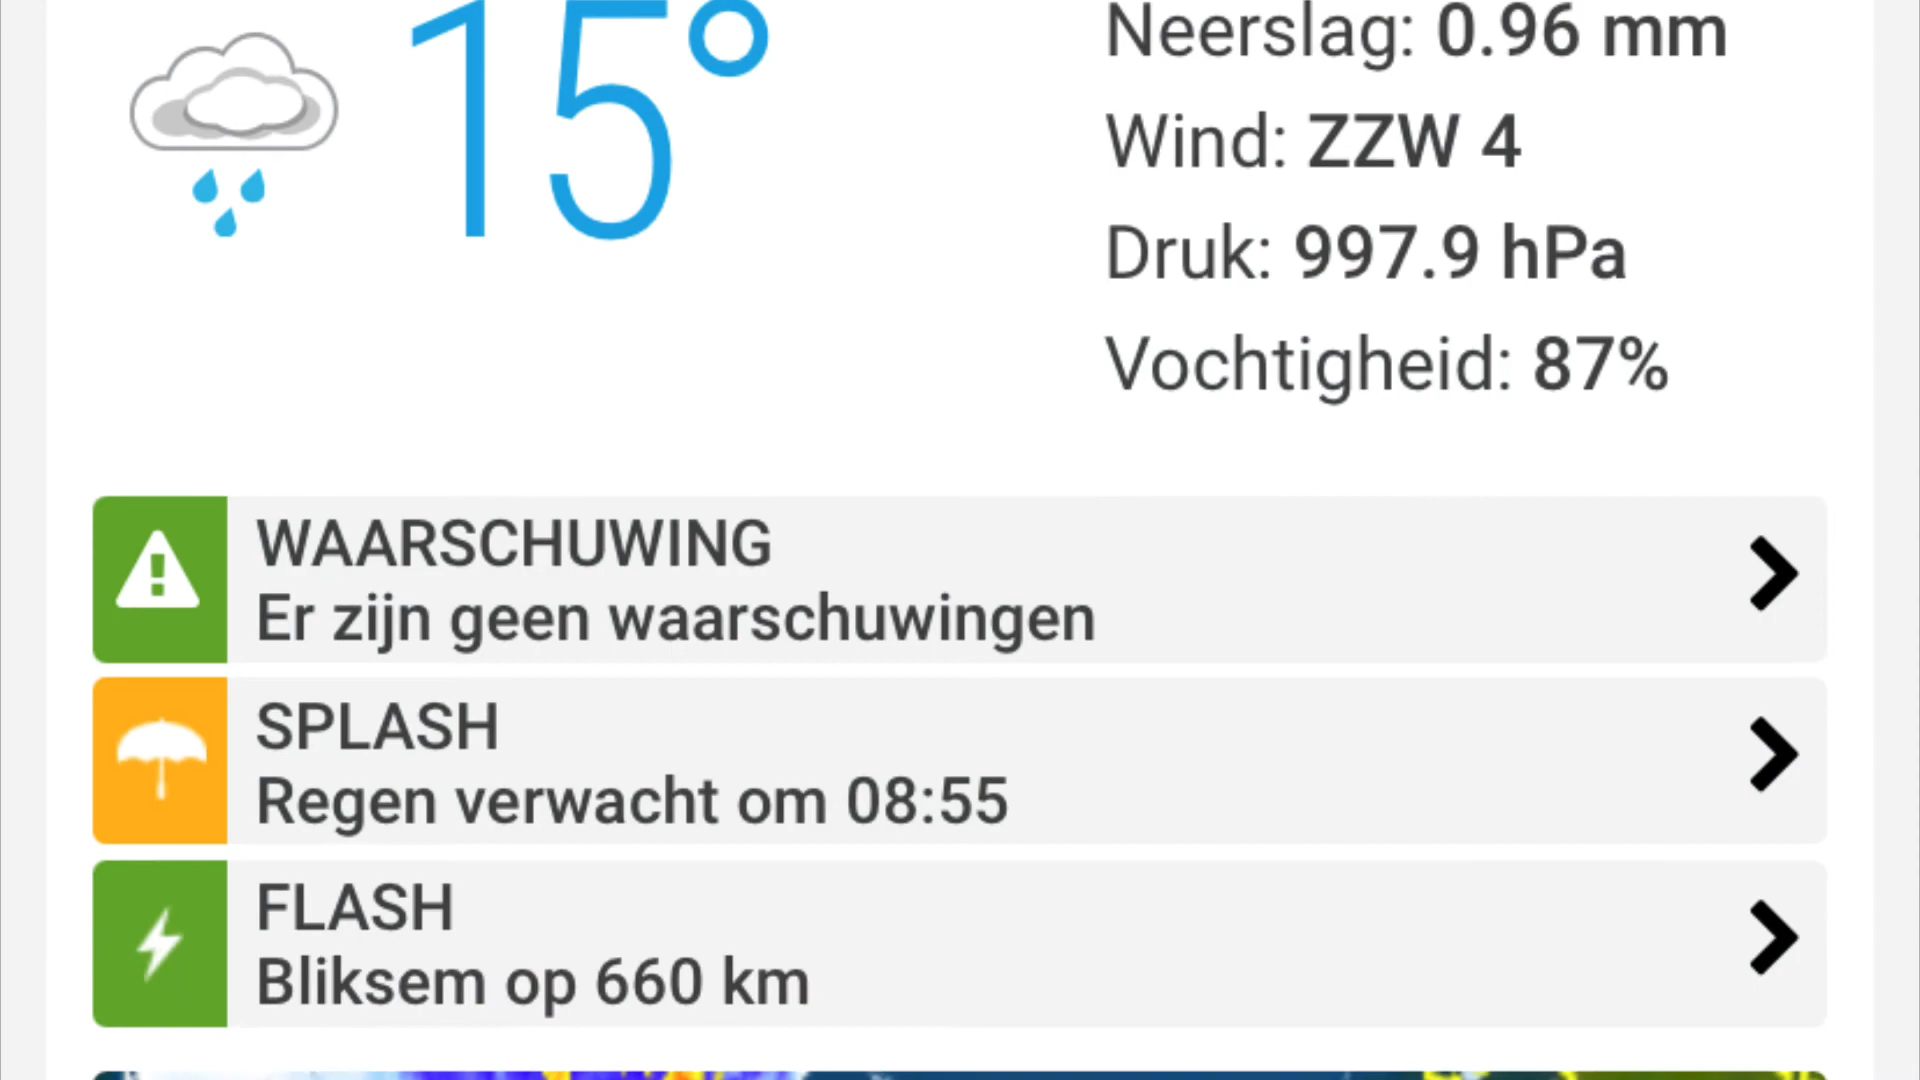 15°
Neerslag: 0.96 mm
Wind: ZZW 4
Druk: 997.9 hPa
Vochtigheid: 87%
WAARSCHUWING
Er zijn geen waarschuwingen
SPLASH
Regen verwacht om 08:55
FLASH
Bliksem op 660 km